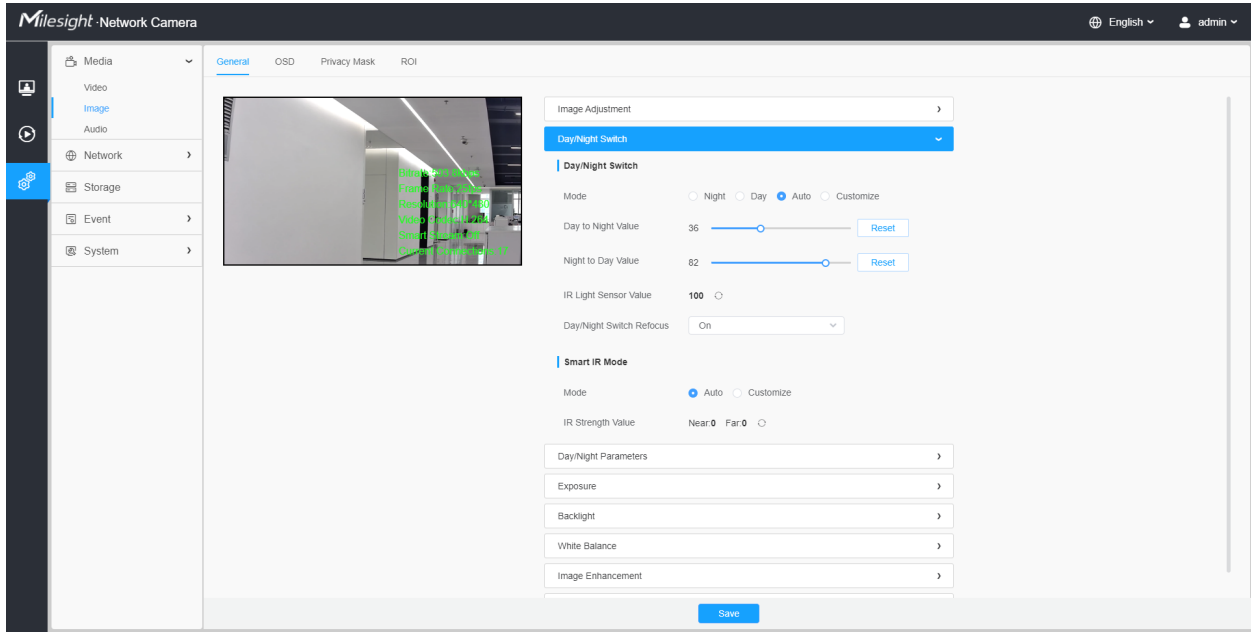 Milesight · Network Camera
English
admin
Media
Video
Image
Audio
Network
Storage
Event
System
General OSD Privacy Mask ROI
Frame Rate
Image Adjustment
Day/Night Switch
Day/Night Switch
Mode Night Day Auto Customize
Day to Night Value 36 Reset
Night to Day Value 82 Reset
IR Light Sensor Value 100
Day/Night Switch Refocus On
Smart IR Mode
Mode Auto Customize
IR Strength Value Near:0 Far:0
Day/Night Parameters
Exposure
Backlight
White Balance
Image Enhancement
Save